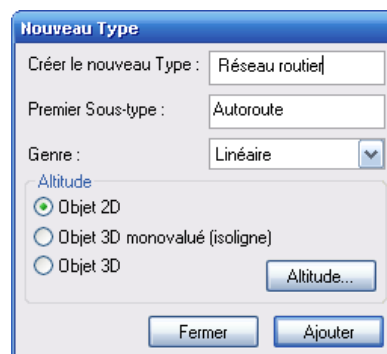 Nouveau Type
Créer le nouveau Type : Réseau routier
Premier Sous-type : Autoroute
Genre : Linéaire
Altitude
Objet 2D
Objet 3D monovalué (isoligne)
Objet 3D
Altitude...
Fermer Ajouter